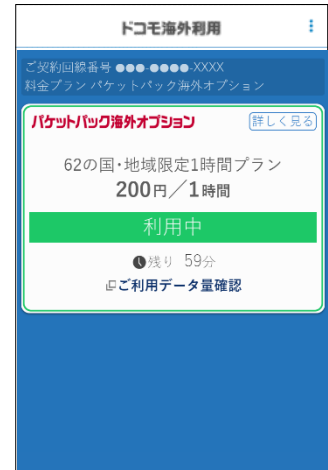 ドコモ海外利用
ご契約回線番号 ●●●-●●●●-XXXX
料金プラン パケットパック海外オプション
パケットパック海外オプション
詳しく見る
62の国・地域限定1時間プラン
200円／1時間
利用中
残り 59分
ご利用データ量確認